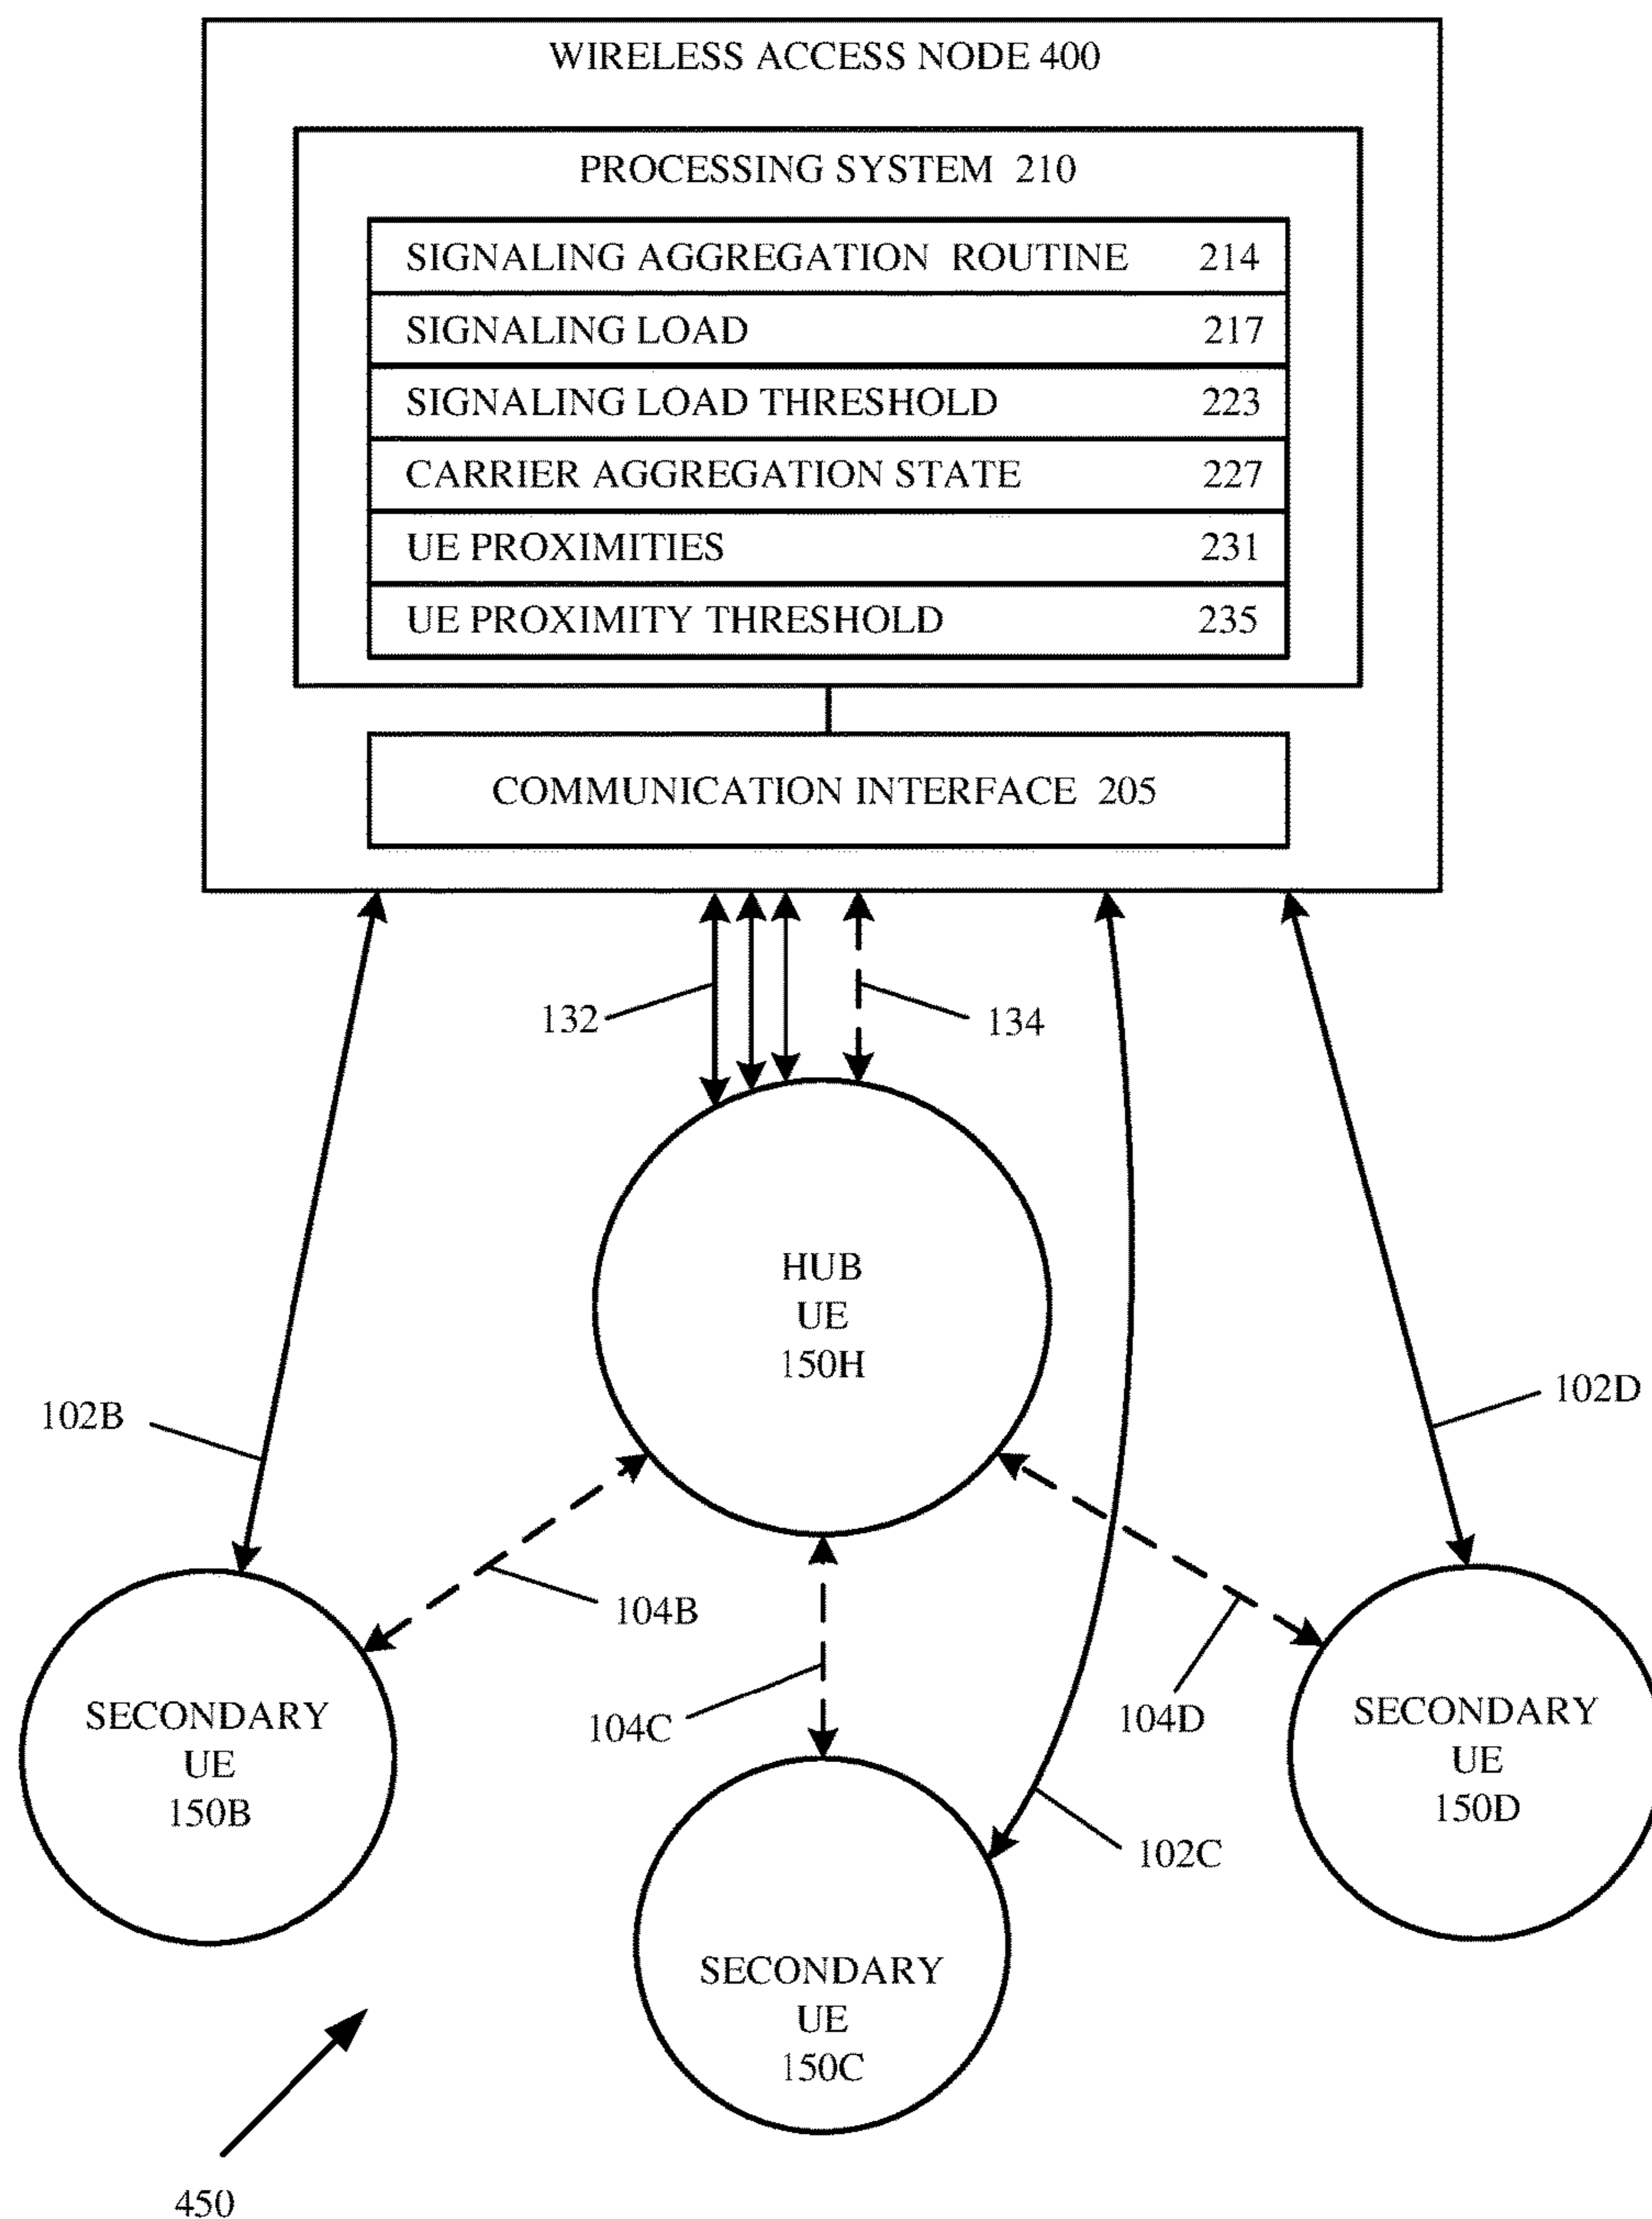 WIRELESS ACCESS NODE 400
PROCESSING SYSTEM 210
SIGNALING AGGREGATION ROUTINE 214
SIGNALING LOAD 217
SIGNALING LOAD THRESHOLD 223
CARRIER AGGREGATION STATE 227
UE PROXIMITIES 231
UE PROXIMITY THRESHOLD 235
COMMUNICATION INTERFACE 205
132
134
HUB
UE
150H
102B
102D
104B
104C
104D
SECONDARY
UE
150B
SECONDARY
UE
150D
102C
SECONDARY
UE
150C
450